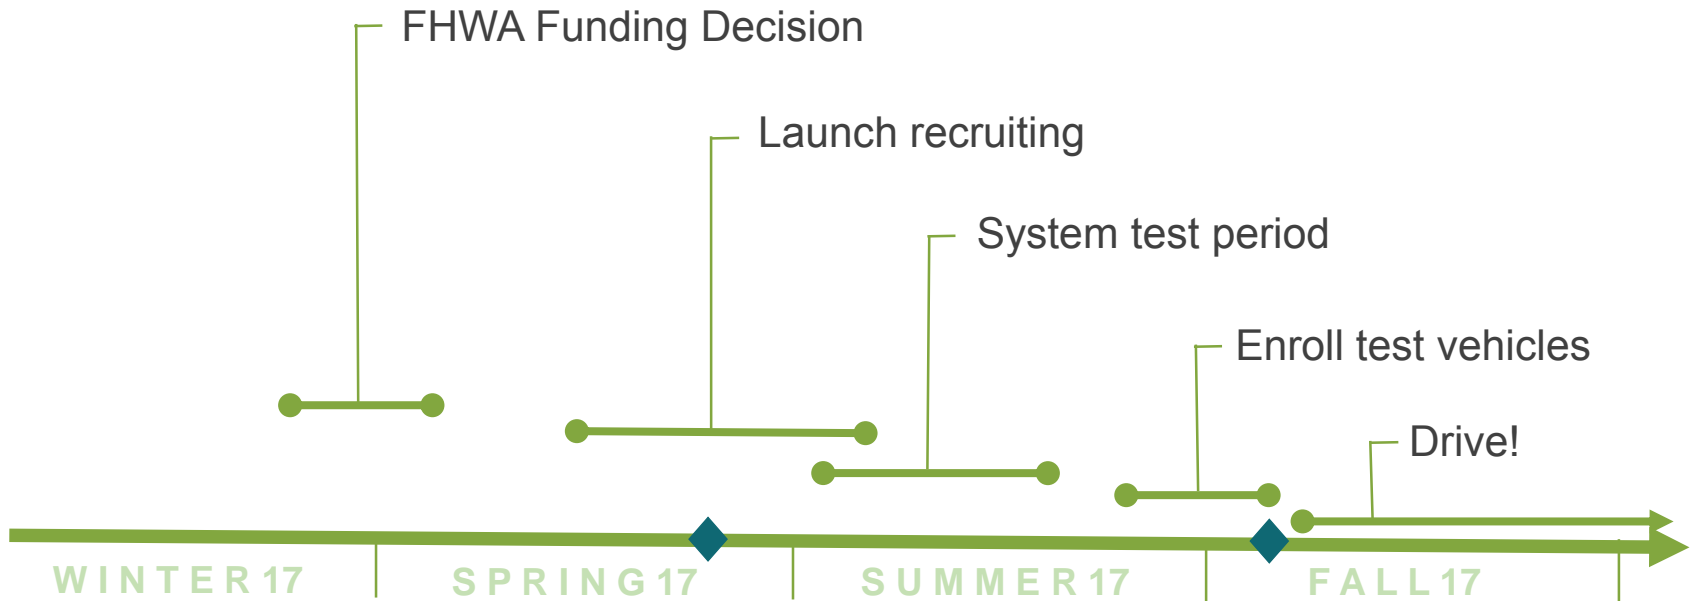 FHWA Funding Decision
Launch recruiting
System test period
Enroll test vehicles
Drive!
WINTER 17
SPRING 17
SUMMER 17
FALL 17